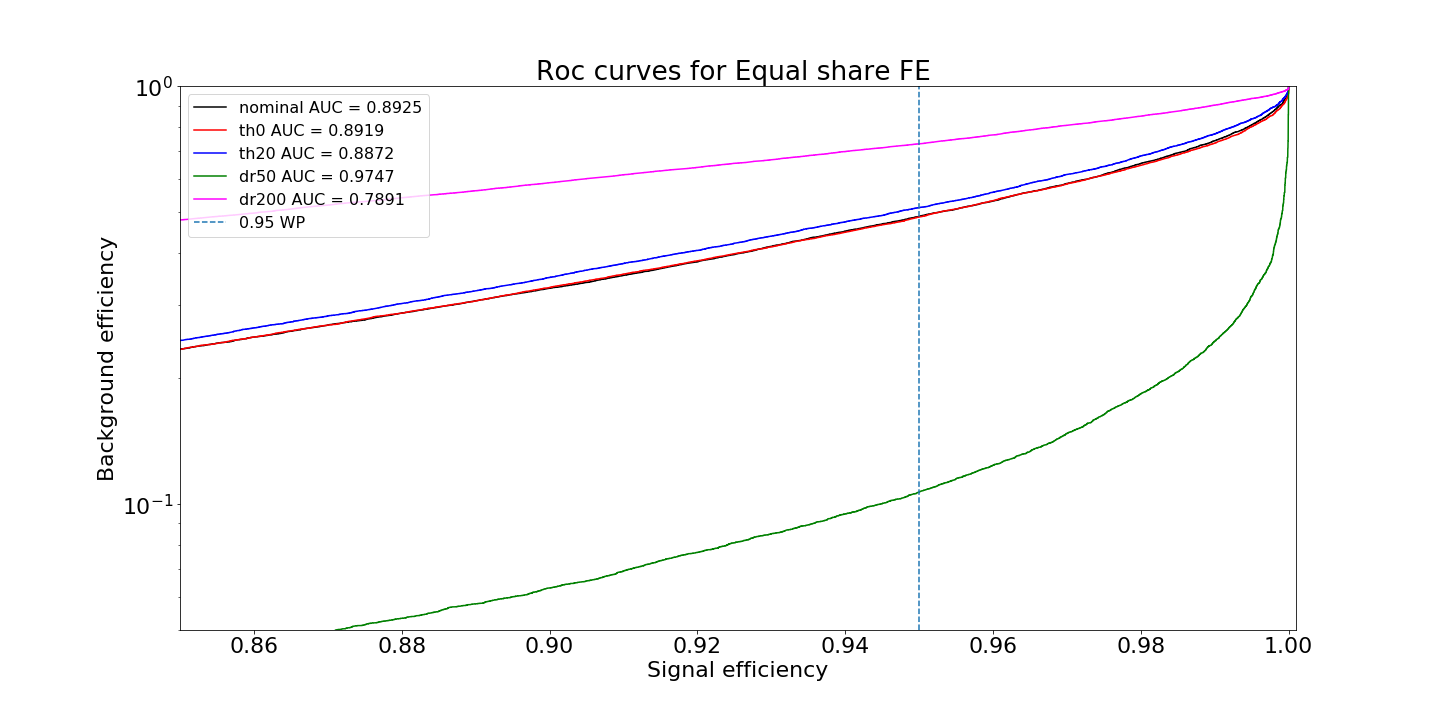 Roc curves for Equal share FE
10⁰
nominal AUC = 0.8925
th0 AUC = 0.8919
th20 AUC = 0.8872
dr50 AUC = 0.9747
dr200 AUC = 0.7891
0.95 WP
Background efficiency
10⁻¹
0.86 0.88 0.90 0.92 0.94 0.96 0.98 1.00
Signal efficiency